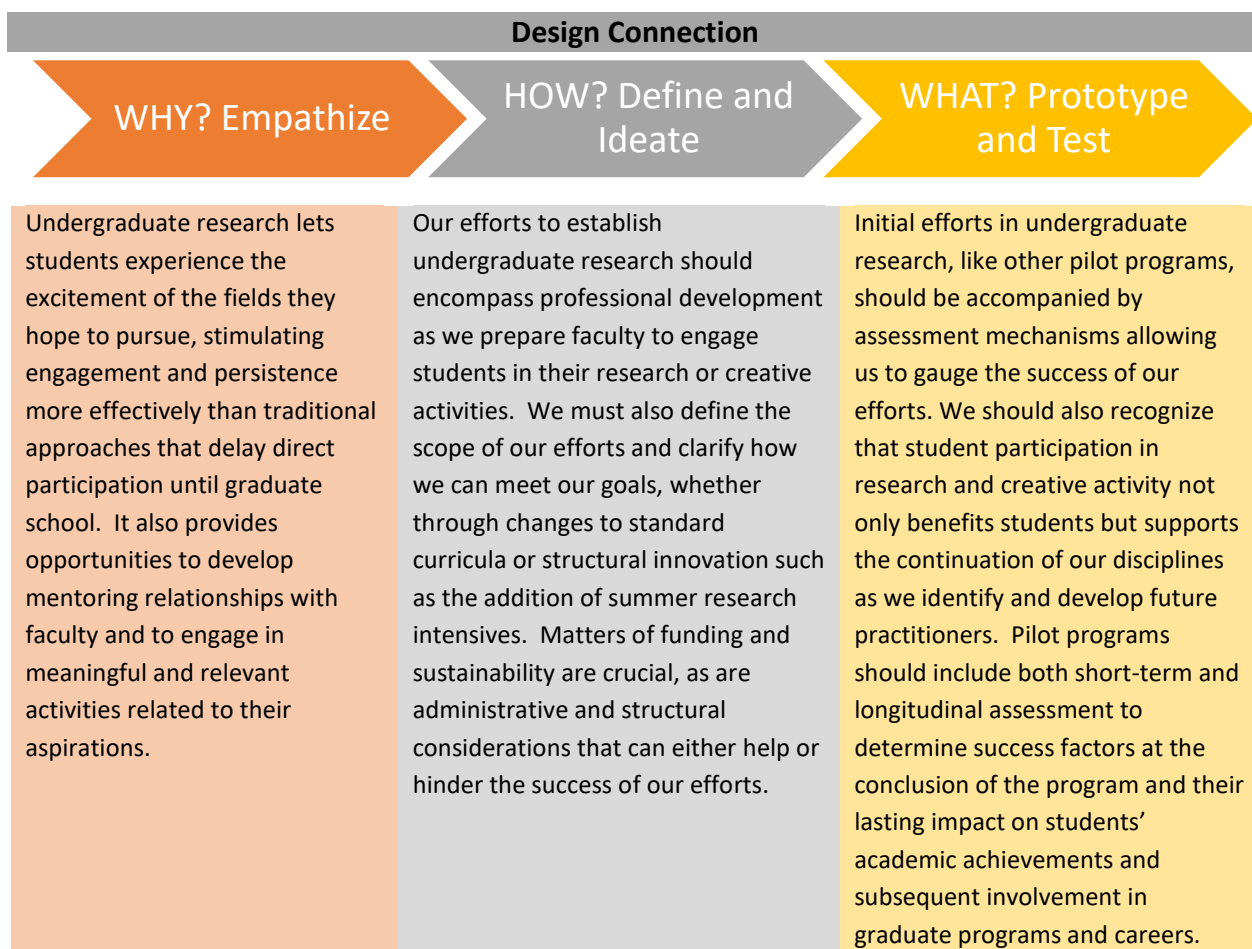 Design Connection
WHY? Empathize
HOW? Define and
Ideate
WHAT? Prototype
and Test
Undergraduate research lets
students experience the
excitement of the fields they
hope to pursue, stimulating
engagement and persistence
more effectively than traditional
approaches that delay direct
participation until graduate
school.  It also provides
opportunities to develop
mentoring relationships with
faculty and to engage in
meaningful and relevant
activities related to their
aspirations.
Our efforts to establish
undergraduate research should
encompass professional development
as we prepare faculty to engage
students in their research or creative
activities.  We must also define the
scope of our efforts and clarify how
we can meet our goals, whether
through changes to standard
curricula or structural innovation such
as the addition of summer research
intensives.  Matters of funding and
sustainability are crucial, as are
administrative and structural
considerations that can either help or
hinder the success of our efforts.
Initial efforts in undergraduate
research, like other pilot programs,
should be accompanied by
assessment mechanisms allowing
us to gauge the success of our
efforts. We should also recognize
that student participation in
research and creative activity not
only benefits students but supports
the continuation of our disciplines
as we identify and develop future
practitioners.  Pilot programs
should include both short-term and
longitudinal assessment to
determine success factors at the
conclusion of the program and their
lasting impact on students’
academic achievements and
subsequent involvement in
graduate programs and careers.